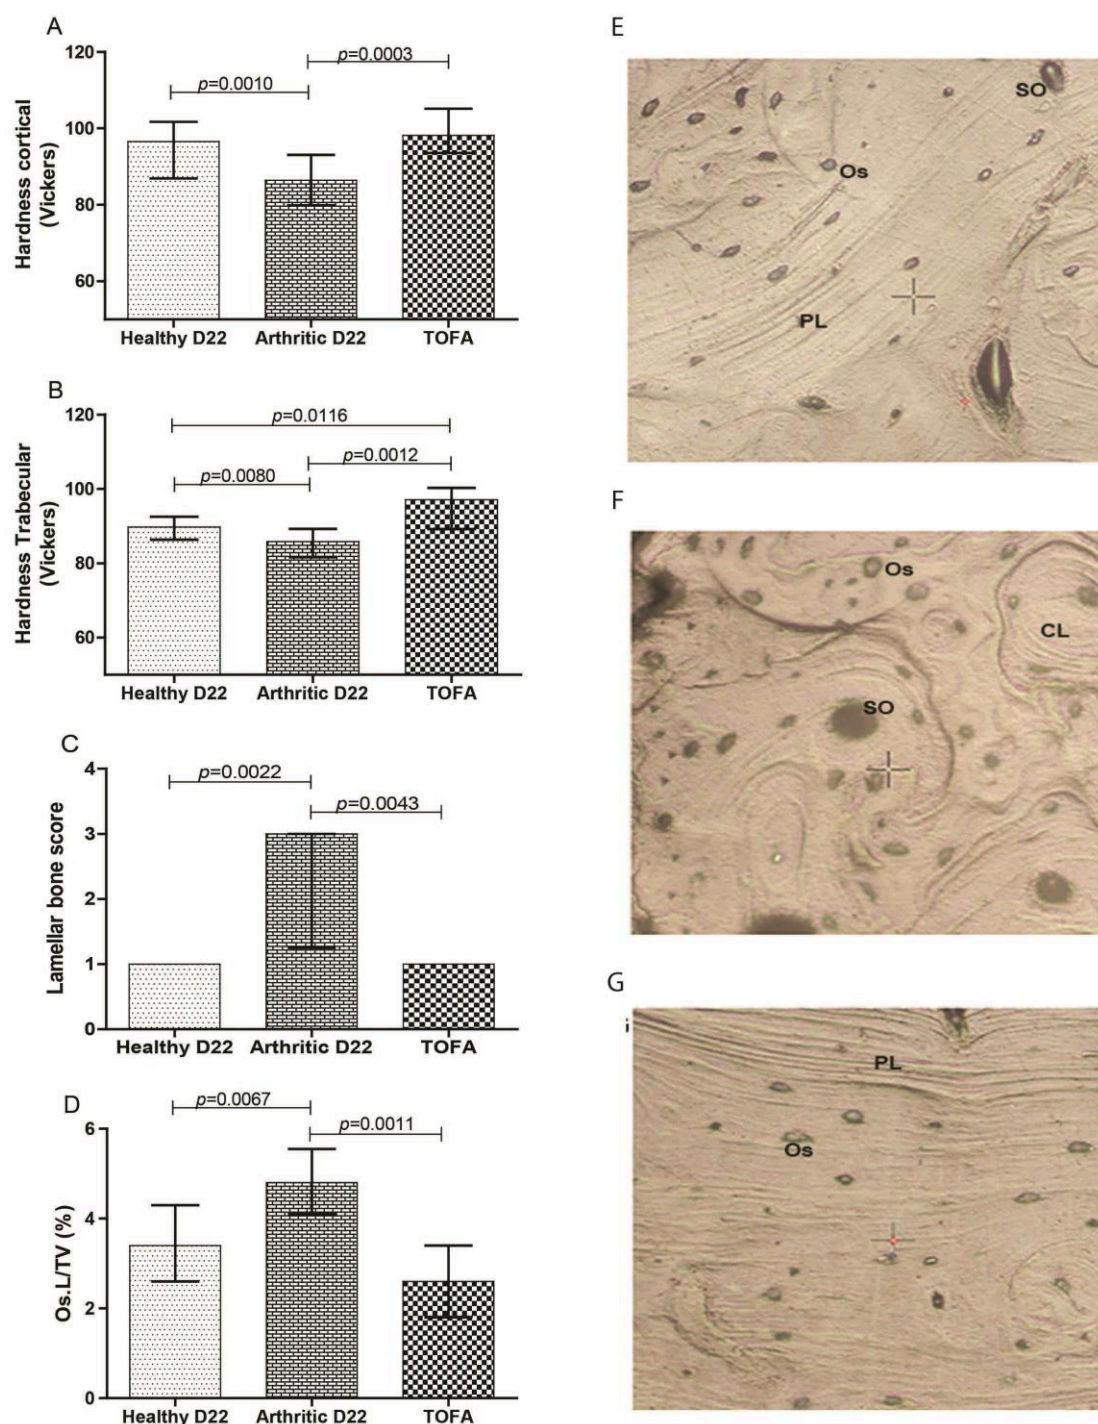 A
120
100
80
60
Hardness cortical
(Vickers)
p=0.0003
p=0.0010
Healthy D22 Arthritic D22 TOFA
B
120
100
80
60
Hardness Trabecular
(Vickers)
p=0.0116
p=0.0012
p=0.0080
Healthy D22 Arthritic D22 TOFA
C
4
3
2
1
0
Lamellar bone score
p=0.0022
p=0.0043
Healthy D22 Arthritic D22 TOFA
D
6
4
2
0
Os.L/TV (%)
p=0.0067
p=0.0011
Healthy D22 Arthritic D22 TOFA
E
SO
Os
PL
F
Os
CL
SO
G
i
PL
Os